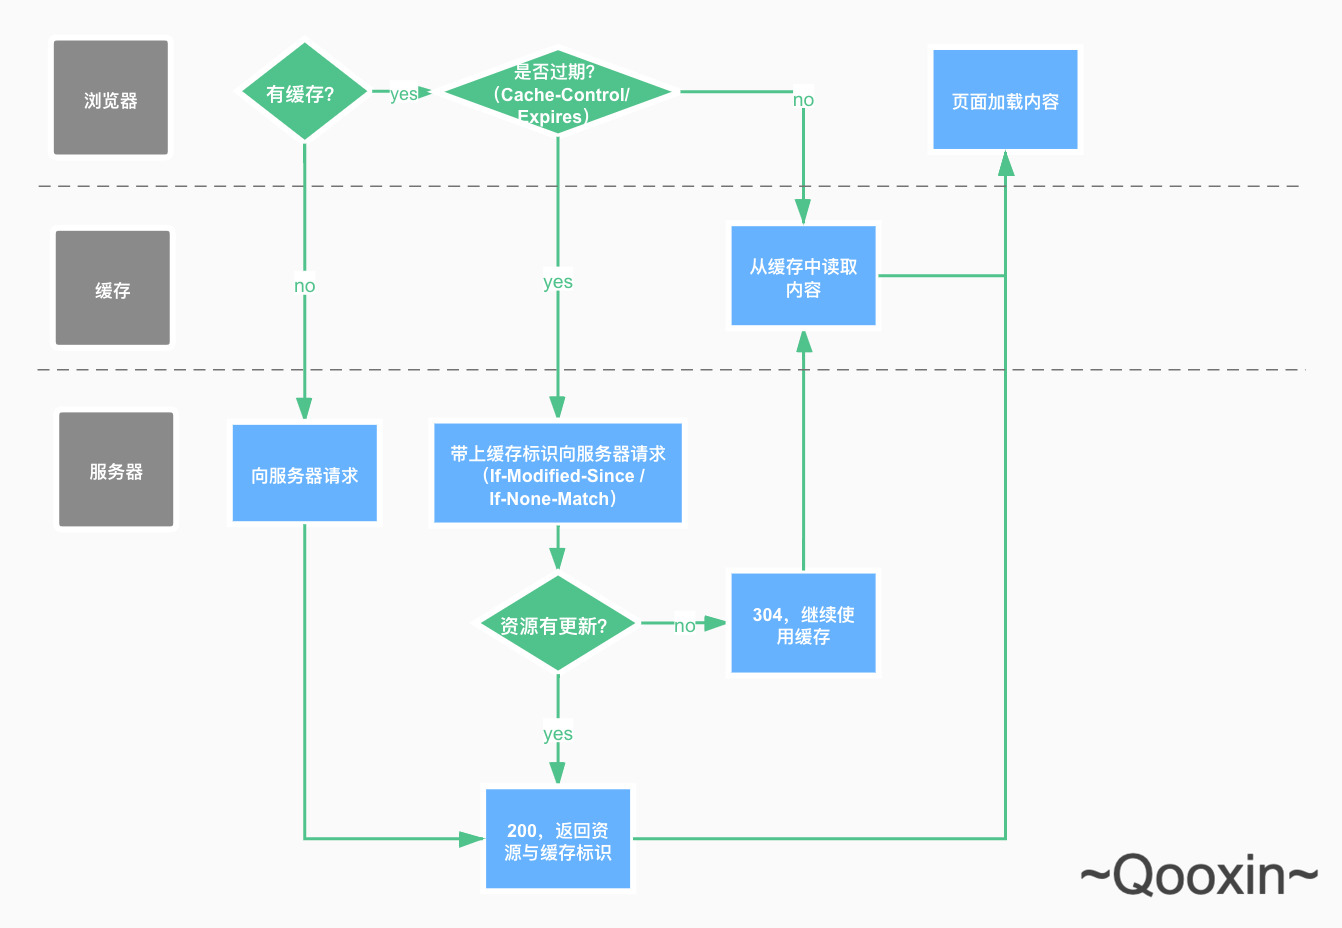 浏览器
有缓存?
yes
是否过期?
（Cache-Control/
Expires）
no
页面加载内容
缓存
no
yes
从缓存中读取
内容
服务器
向服务器请求
带上缓存标识向服务器请求
（If-Modified-Since /
If-None-Match）
资源有更新?
no
304，继续使
用缓存
yes
200，返回资
源与缓存标识
~Qooxin~